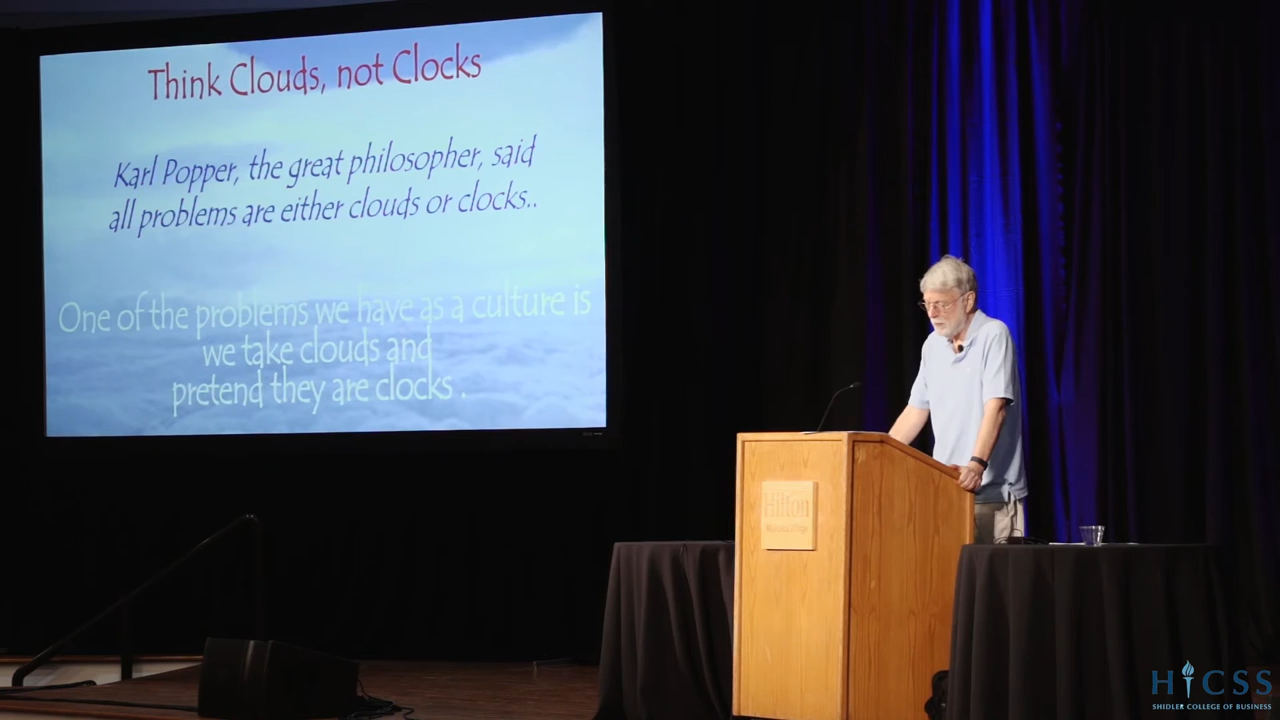 Think Clouds, not Clocks
Karl Popper, the great philosopher, said
all problems are either clouds or clocks..
One of the problems we have as a culture is
we take clouds and
pretend they are clocks .
Hilton
HICSS
SHIDLER COLLEGE OF BUSINESS